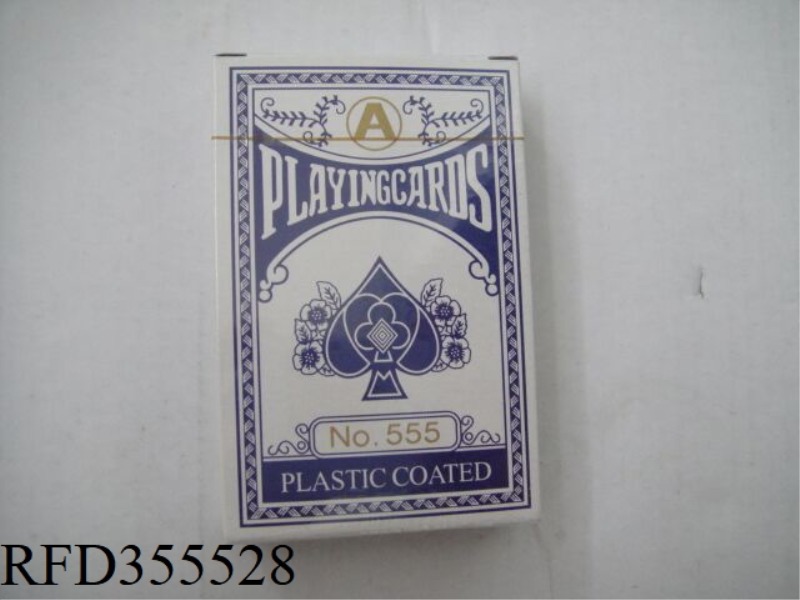 A
PLAYINGCARDS
No. 555
PLASTIC COATED
RFD355528